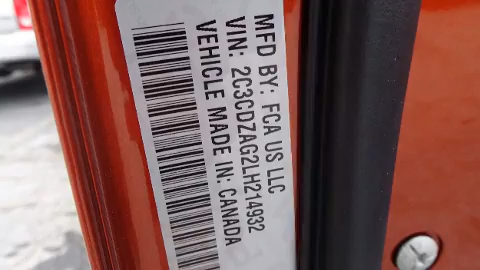 MFD BY: FCA US LLC
VIN: 2C3CDZAG2LH214932
VEHICLE MADE IN: CANADA